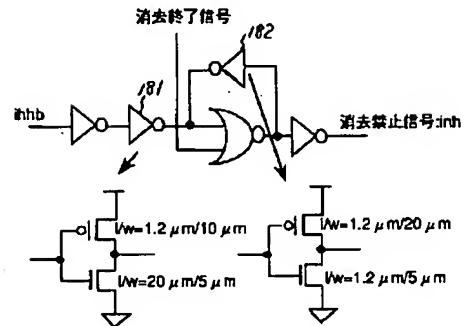 消去終了信号
182
181
ihhb
消去禁止信号:inh
l/w=1.2 μm/10 μm
l/w=20 μm/5 μm
l/w=1.2 μm/20 μm
l/w=1.2 μm/5 μm